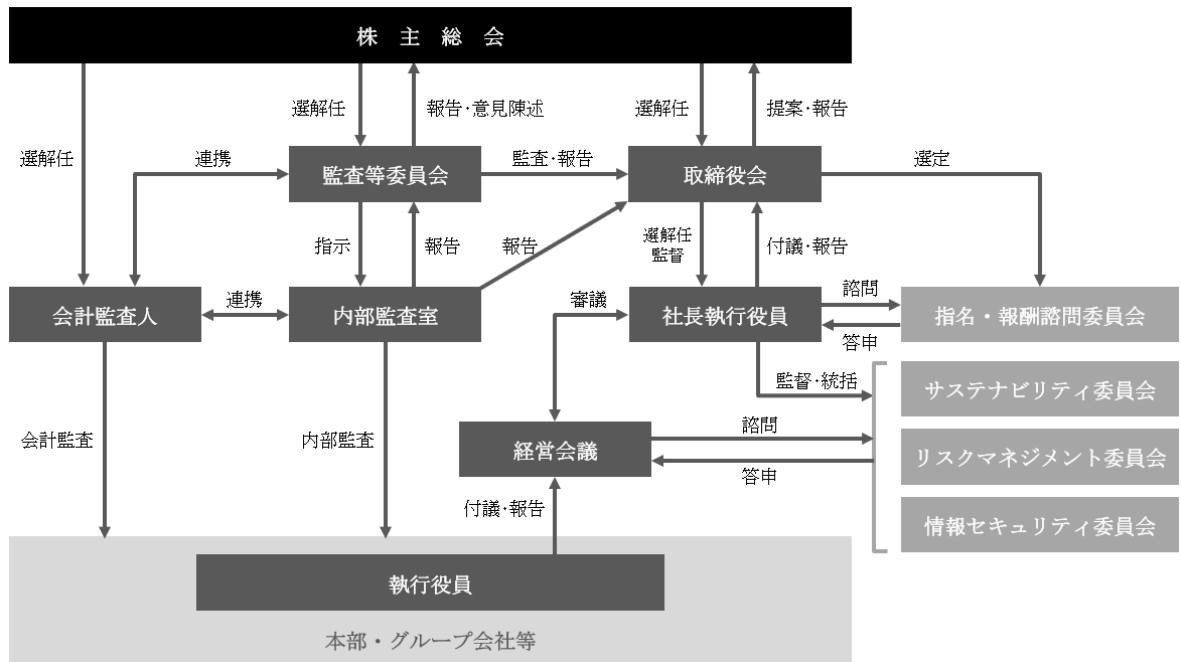 株主総会
選解任
選解任
報告・意見陳述
選解任
提案・報告
連携
監査等委員会
監査・報告
取締役会
選定
指示
報告
報告
選解任
監督
付議・報告
会計監査人
連携
内部監査室
審議
社長執行役員
諮問
答申
指名・報酬諮問委員会
監督・統括
サステナビリティ委員会
会計監査
内部監査
経営会議
諮問
答申
リスクマネジメント委員会
付議・報告
情報セキュリティ委員会
執行役員
本部・グループ会社等